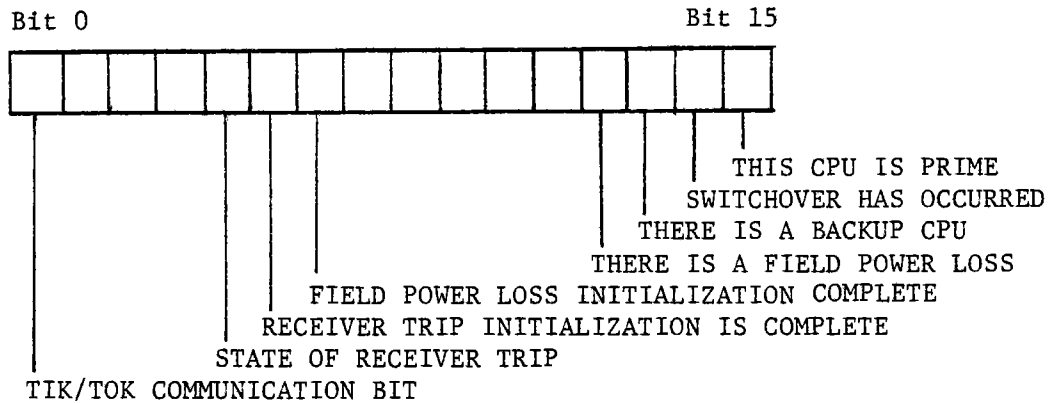 Bit 0 Bit 15
THIS CPU IS PRIME
SWITCHOVER HAS OCCURRED
THERE IS A BACKUP CPU
THERE IS A FIELD POWER LOSS
FIELD POWER LOSS INITIALIZATION COMPLETE
RECEIVER TRIP INITIALIZATION IS COMPLETE
STATE OF RECEIVER TRIP
TIK/TOK COMMUNICATION BIT